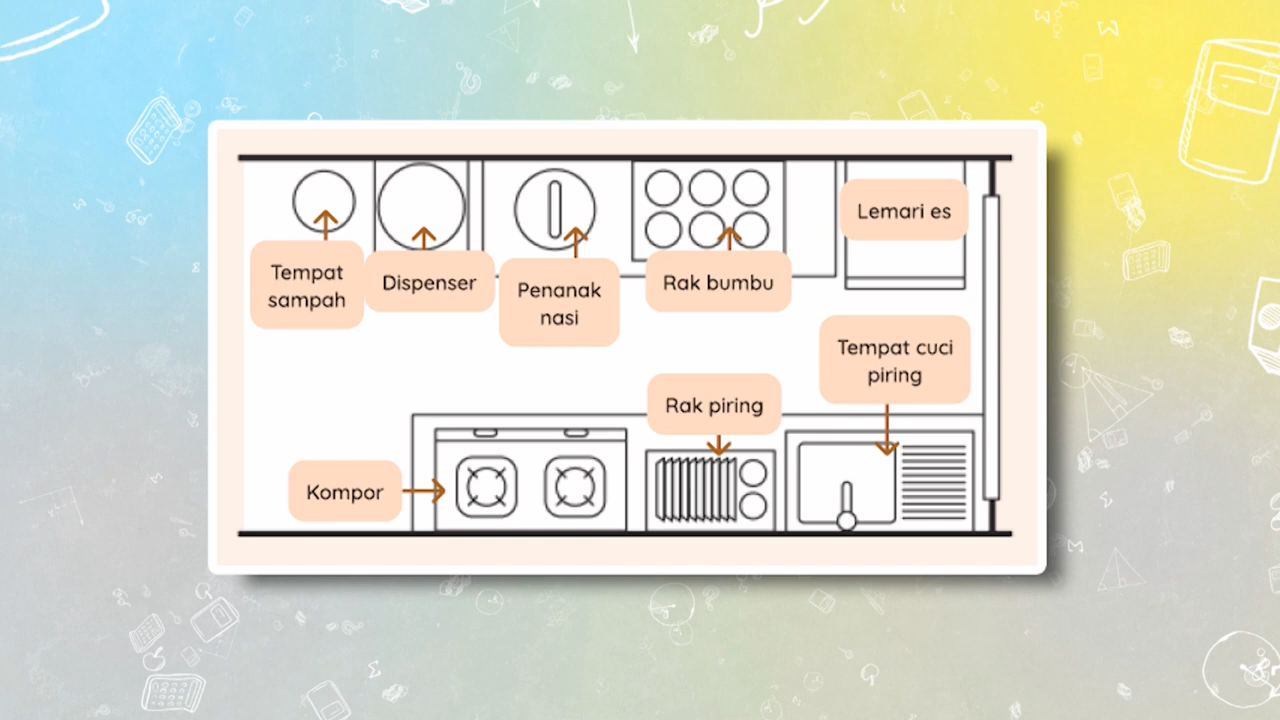 Tempat
sampah
Dispenser
Penanak
nasi
Rak bumbu
Lemari es
Tempat cuci
piring
Rak piring
Kompor